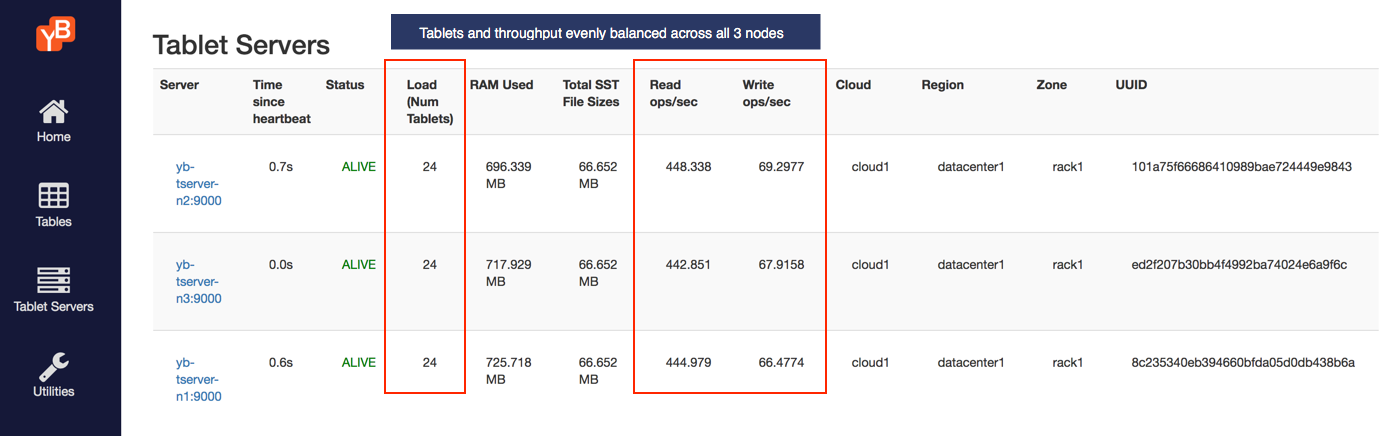 YB
Home
Tables
Tablet Servers
Utilities
Tablets and throughput evenly balanced across all 3 nodes
Tablet Servers
Server
Time
since
heartbeat
Status
Load
(Num
Tablets)
RAM Used
Total SST
File Sizes
Read
ops/sec
Write
ops/sec
Cloud
Region
Zone
UUID
yb-
tserver-
n2:9000
0.7s
ALIVE
24
696.339
MB
66.652
MB
448.338
69.2977
cloud1
datacenter1
rack1
101a75f66686410989bae724449e9843
yb-
tserver-
n3:9000
0.0s
ALIVE
24
717.929
MB
66.652
MB
442.851
67.9158
cloud1
datacenter1
rack1
ed2f207b30bb4f4992ba74024e6a9f6c
yb-
tserver-
n1:9000
0.6s
ALIVE
24
725.718
MB
66.652
MB
444.979
66.4774
cloud1
datacenter1
rack1
8c235340eb394660bfda05d0db438b6a